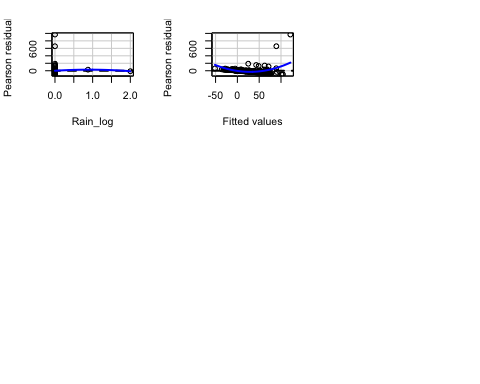 Pearson residual
600
0
0.0 1.0 2.0
Rain_log
Pearson residual
600
0
-50 0 50
Fitted values